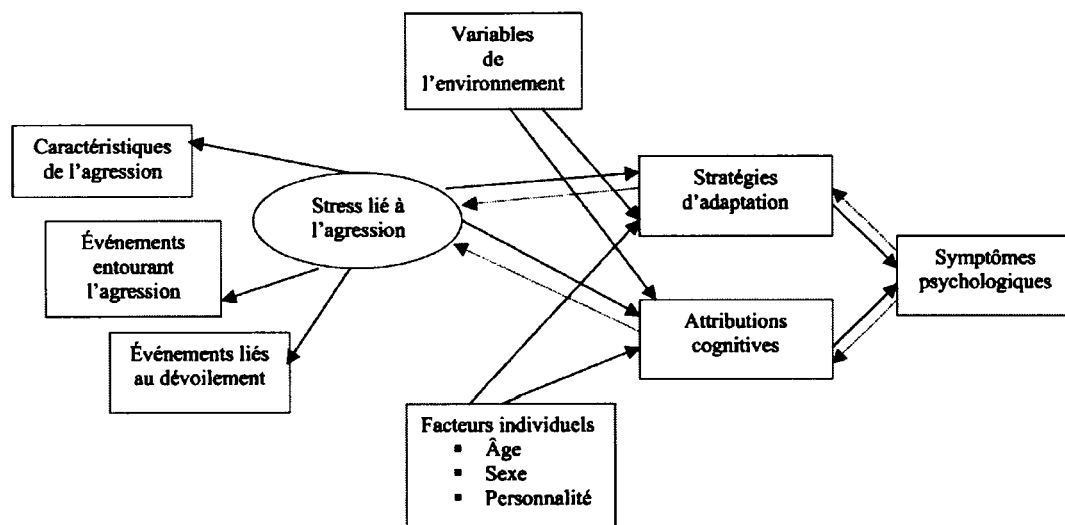 Variables
de
l'environnement
Caractéristiques
de l'agression
Stress lié à
l'agression
Stratégies
d'adaptation
Événements
entourant
l'agression
Symptômes
psychologiques
Attributions
cognitives
Événements liés
au dévoilement
Facteurs individuels
▪ Âge
▪ Sexe
▪ Personnalité